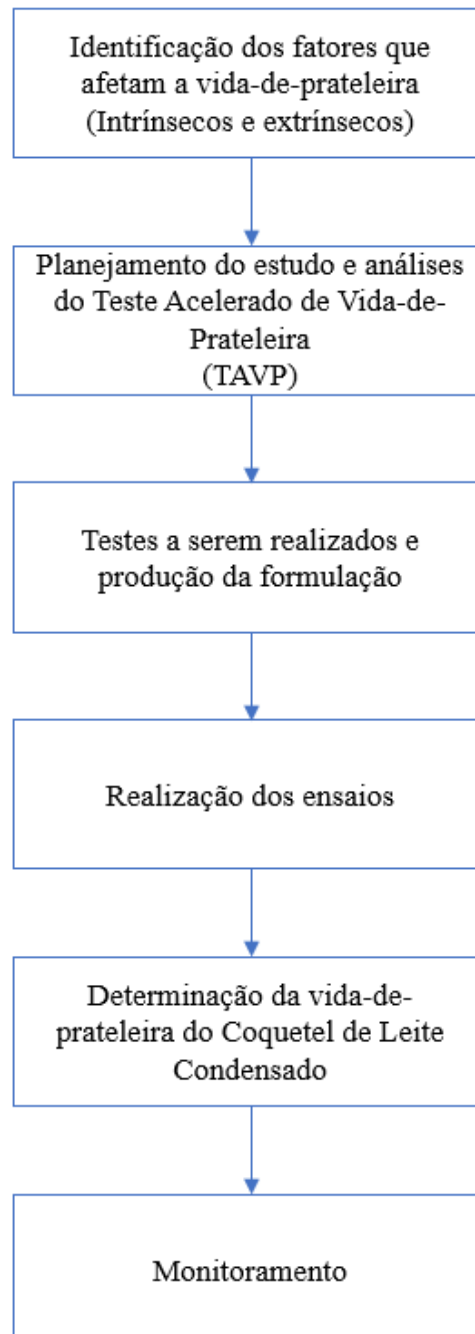 Identificação dos fatores que
afetam a vida-de-prateleira
(Intrínsecos e extrínsecos)
Planejamento do estudo e análises
do Teste Acelerado de Vida-de-
Prateleira
(TAVP)
Testes a serem realizados e
produção da formulação
Realização dos ensaios
Determinação da vida-de-
prateleira do Coquetel de Leite
Condensado
Monitoramento